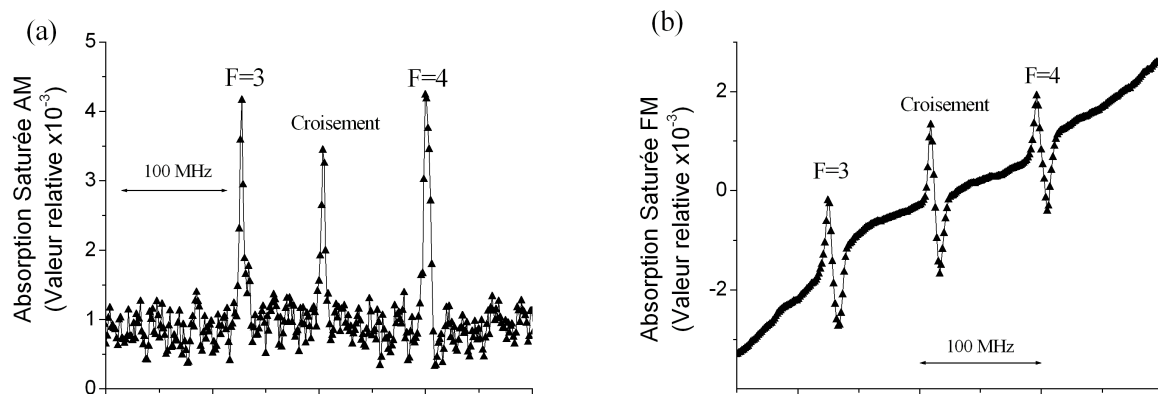 (a)
Absorption Saturée AM
(Valeur relative x10⁻³)
5
4
3
2
1
0
F=3
Croisement
F=4
100 MHz
(b)
Absorption Saturée FM
(Valeur relative x10⁻³)
2
0
-2
F=3
Croisement
F=4
100 MHz